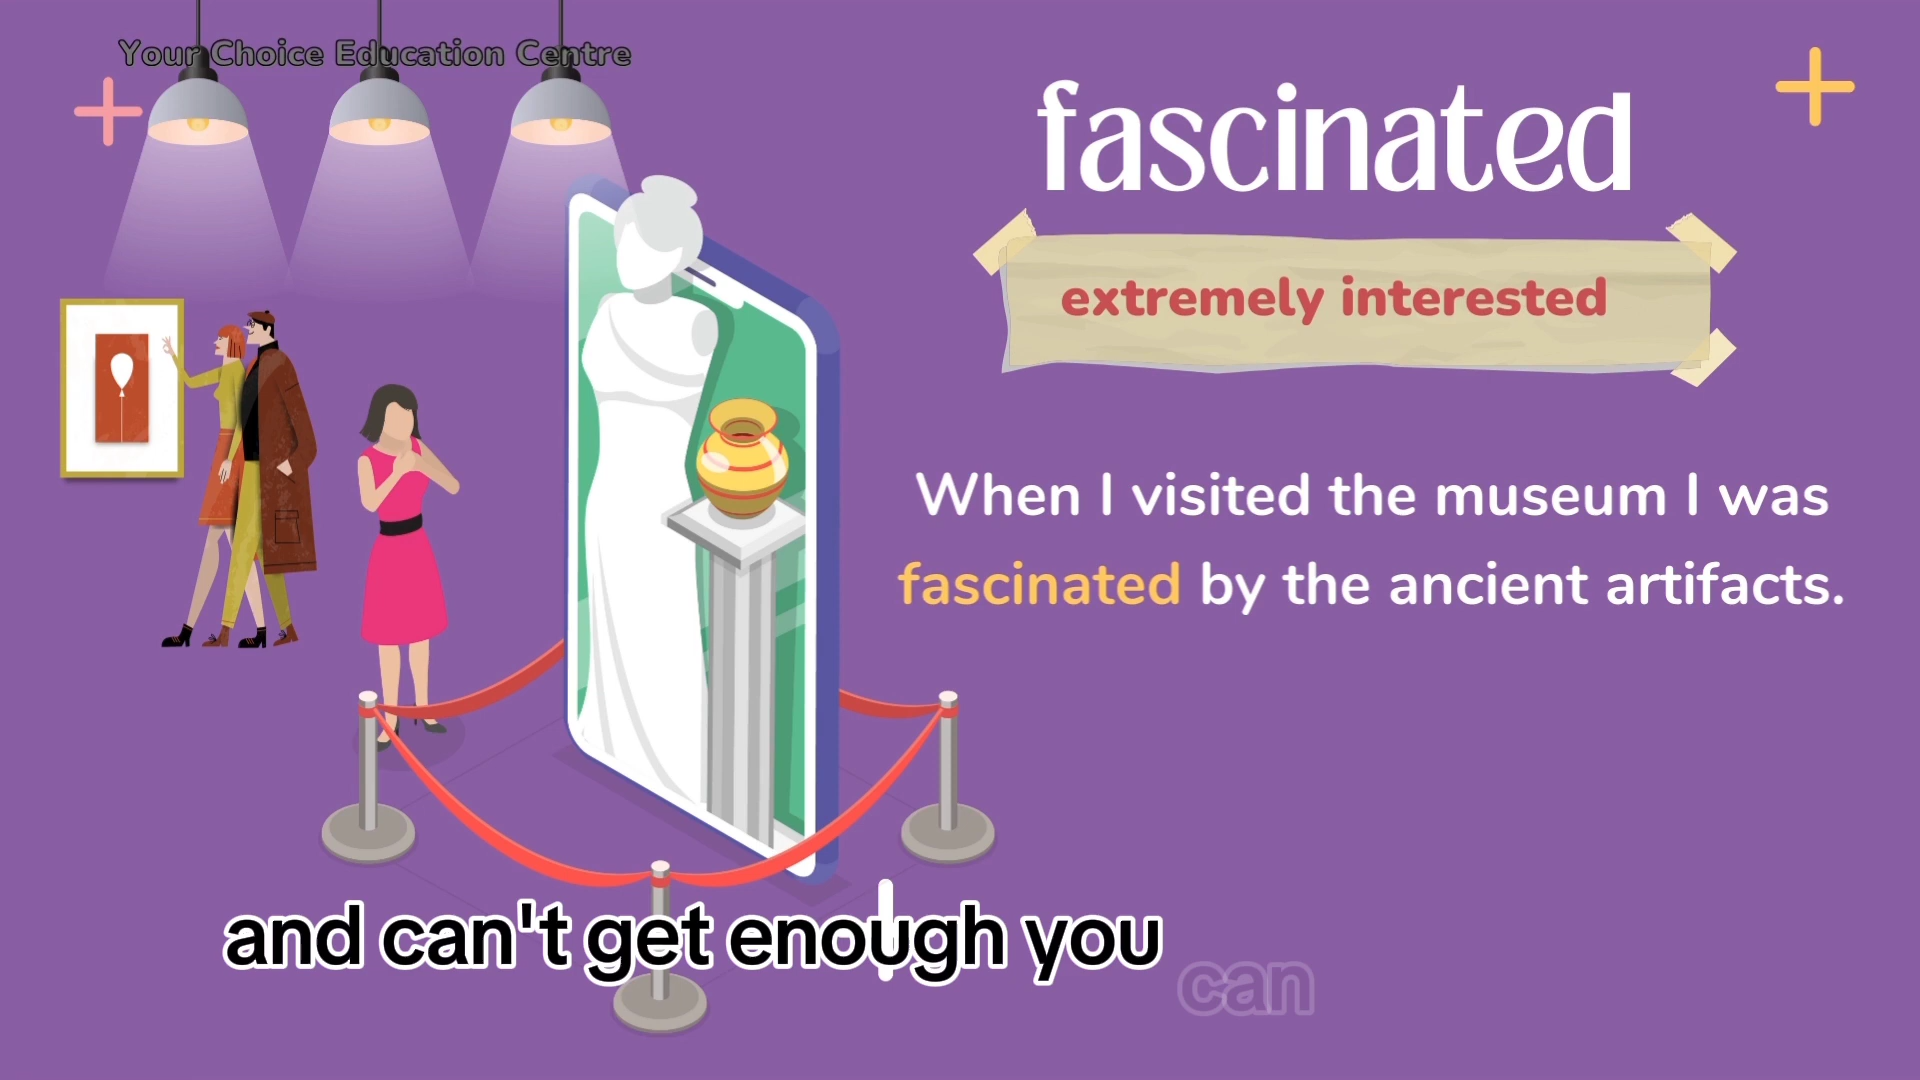 Your Choice Education Centre
fascinated
extremely interested
When I visited the museum I was
fascinated by the ancient artifacts.
and can't get enough you can